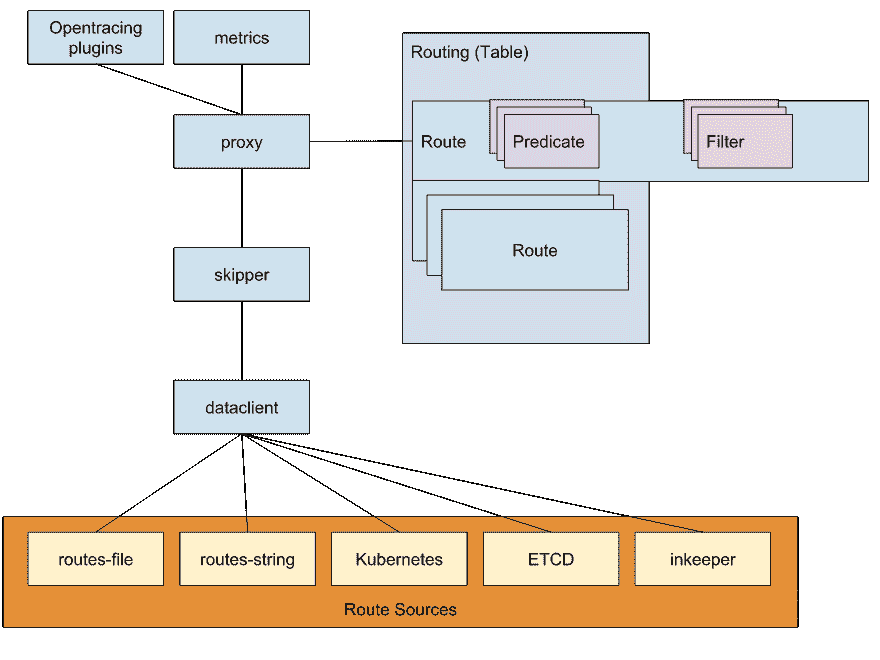 Opentracing
plugins
metrics
Routing (Table)
proxy
Route
Predicate
Filter
skipper
Route
dataclient
routes-file
routes-string
Kubernetes
ETCD
inkeeper
Route Sources